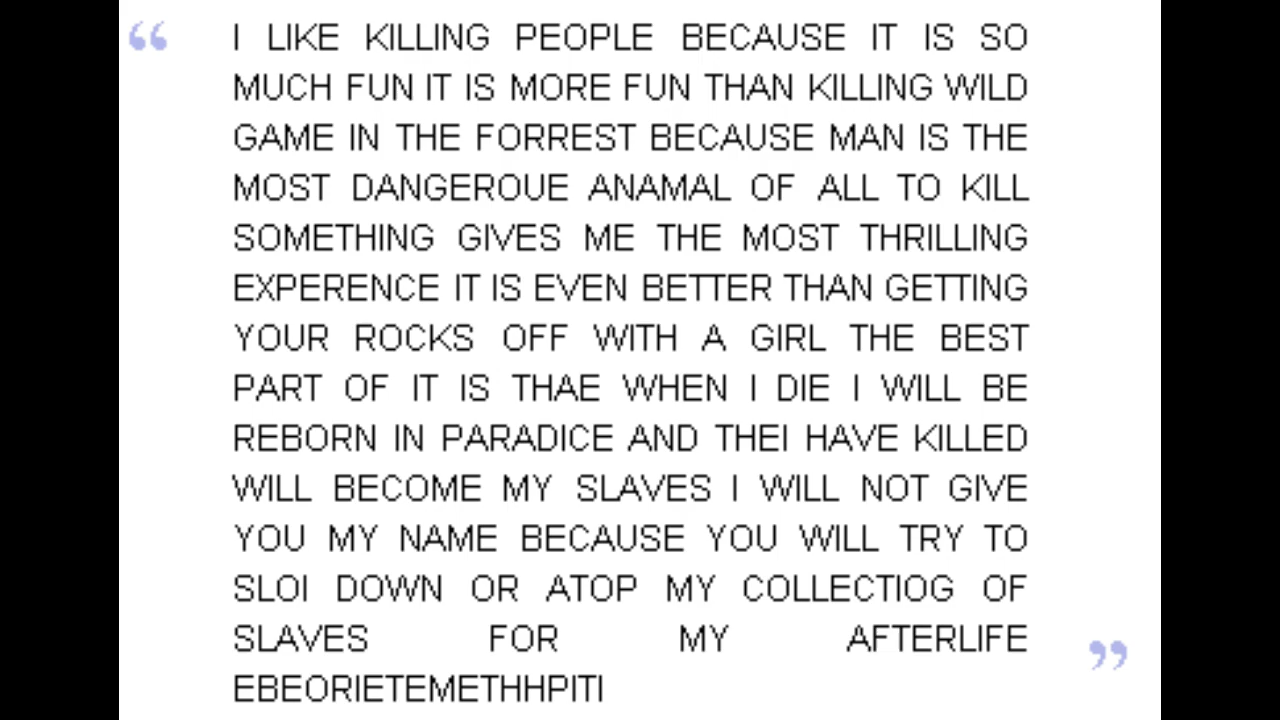 “ I LIKE KILLING PEOPLE BECAUSE IT IS SO
MUCH FUN IT IS MORE FUN THAN KILLING WILD
GAME IN THE FORREST BECAUSE MAN IS THE
MOST DANGEROUE ANAMAL OF ALL TO KILL
SOMETHING GIVES ME THE MOST THRILLING
EXPERENCE IT IS EVEN BETTER THAN GETTING
YOUR ROCKS OFF WITH A GIRL THE BEST
PART OF IT IS THAE WHEN I DIE I WILL BE
REBORN IN PARADICE AND THEI HAVE KILLED
WILL BECOME MY SLAVES I WILL NOT GIVE
YOU MY NAME BECAUSE YOU WILL TRY TO
SLOI DOWN OR ATOP MY COLLECTIOG OF
SLAVES FOR MY AFTERLIFE ”
EBEORIETEMETHHPITI